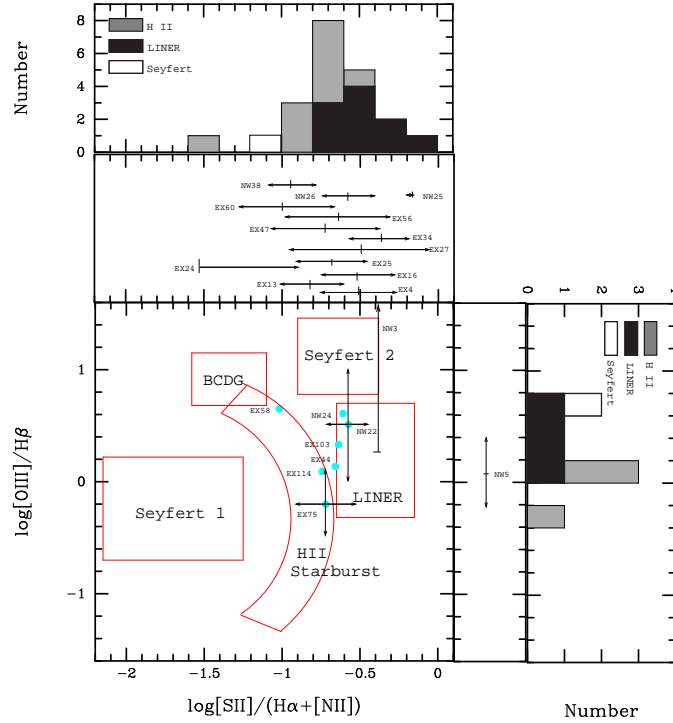 8
6
4
2
0
Number
H II
LINER
Seyfert
NW38
NW26
NW25
EX60
EX56
EX47
EX34
EX27
EX25
EX24
EX16
EX13
EX4
1
0
−1
log[OIII]/Hβ
Seyfert 2
NW3
BCDG
EX58
NW24
NW22
EX103
EX44
EX114
LINER
Seyfert 1
EX75
HII
Starburst
NW5
−2
−1.5
−1
−0.5
0
log[SII]/(Hα+[NII])
0
1
2
3
H II
LINER
Seyfert
Number